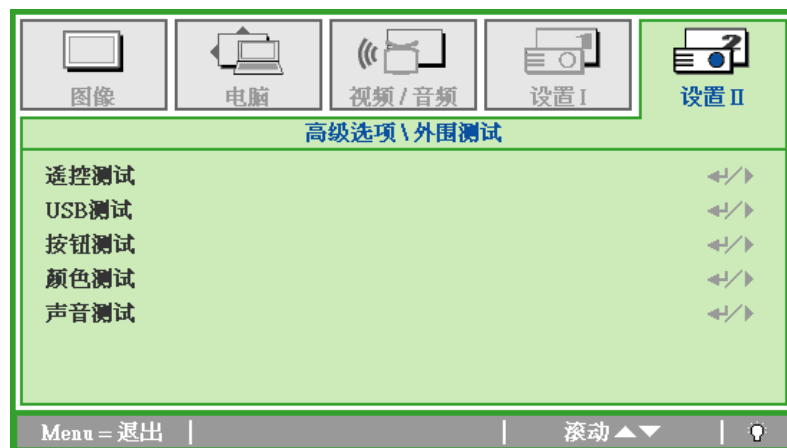 图像 电脑 视频 / 音频 设置 I 设置 II
高级选项 \ 外围测试
遥控测试
USB测试
按钮测试
颜色测试
声音测试
Menu = 退出 滚动